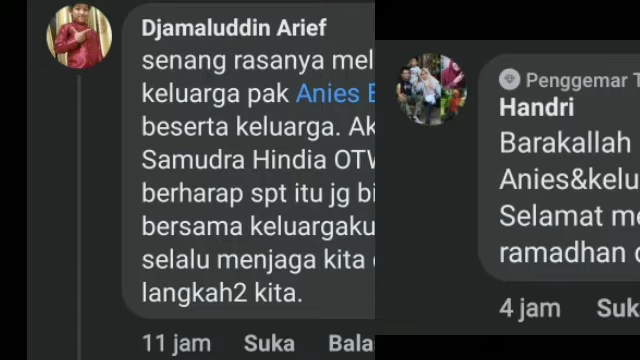 Djamaluddin Arief
senang rasanya mel
keluarga pak Anies B
beserta keluarga. Ak
Samudra Hindia OTW
berharap spt itu jg bi
bersama keluargaku
selalu menjaga kita
langkah2 kita.
11 jam Suka Bala
Penggemar T
Handri
Barakallah
Anies&kelu
Selamat me
ramadhan
4 jam Suk